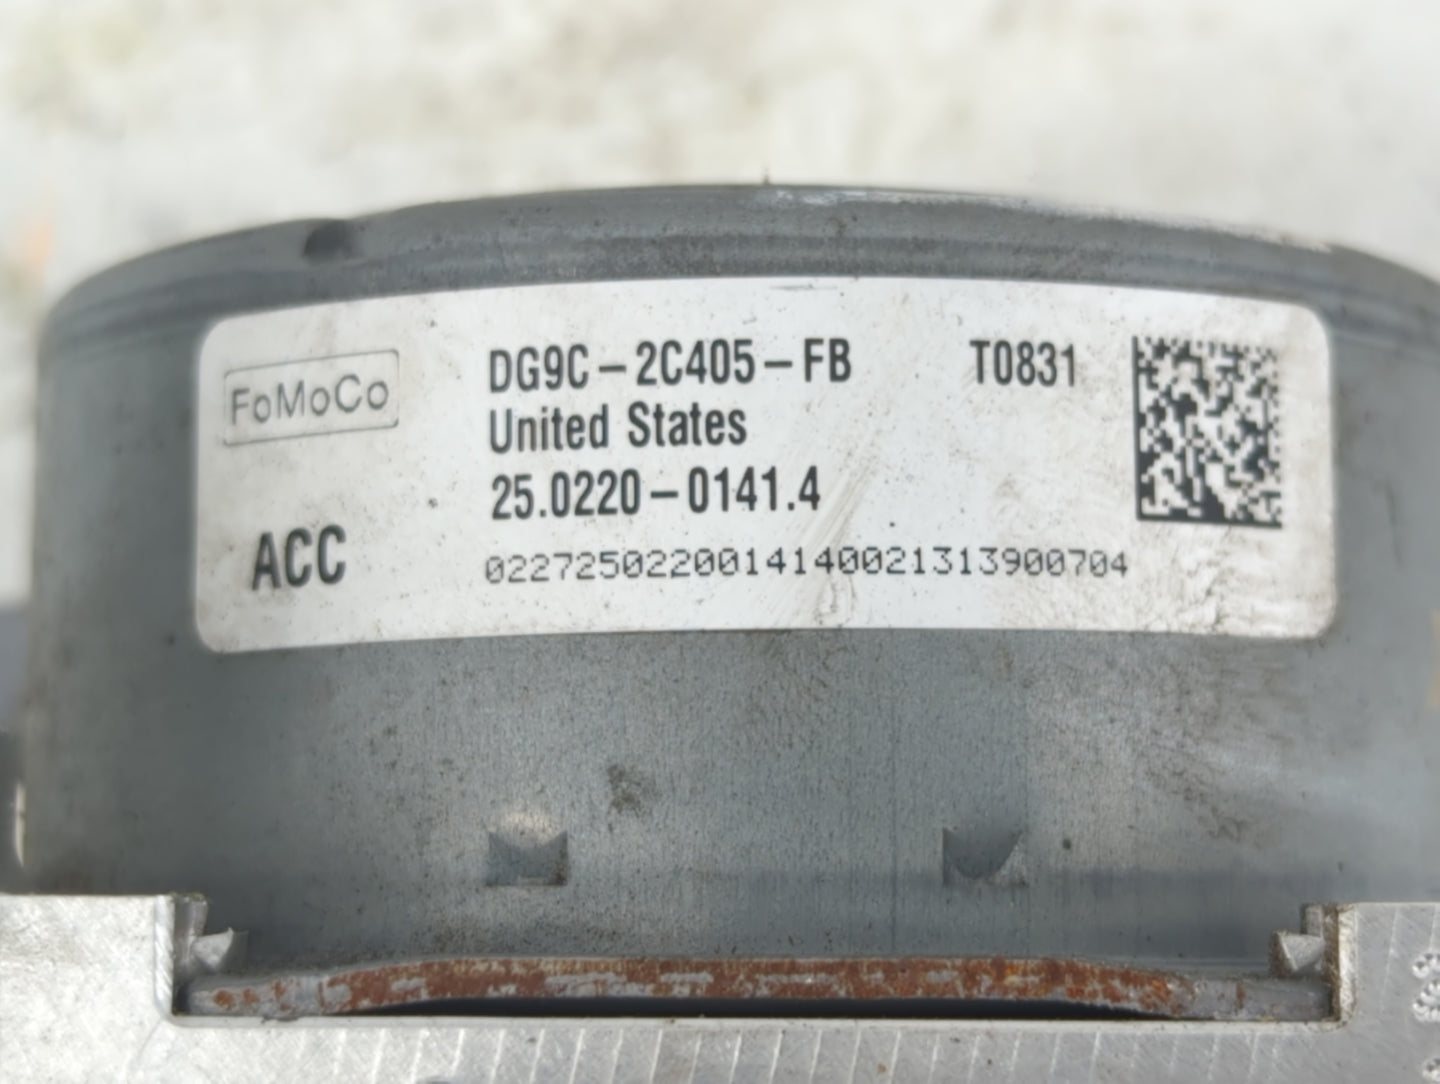 FoMoCo
DG9C-2C405-FB T0831
United States
25.0220-0141.4
ACC
0227250220014140021313900704